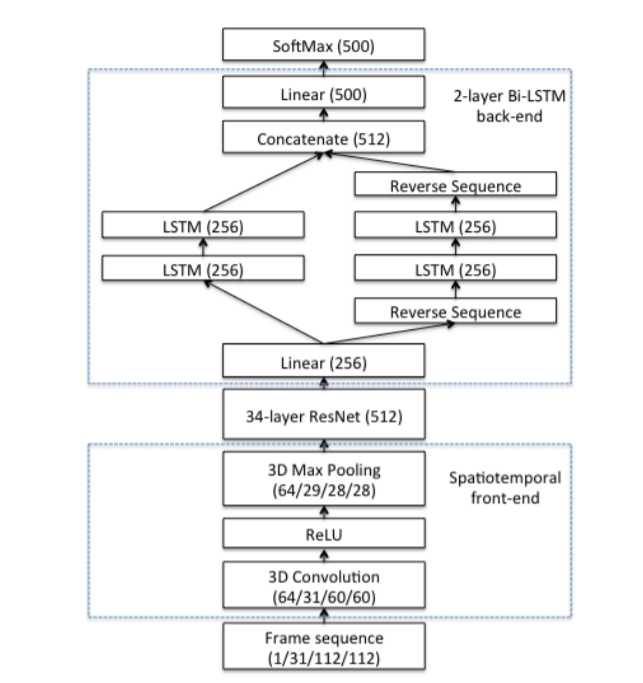 SoftMax (500)
Linear (500)
2-layer Bi-LSTM
back-end
Concatenate (512)
Reverse Sequence
LSTM (256)
LSTM (256)
LSTM (256)
LSTM (256)
Reverse Sequence
Linear (256)
34-layer ResNet (512)
3D Max Pooling
(64/29/28/28)
Spatiotemporal
front-end
ReLU
3D Convolution
(64/31/60/60)
Frame sequence
(1/31/112/112)